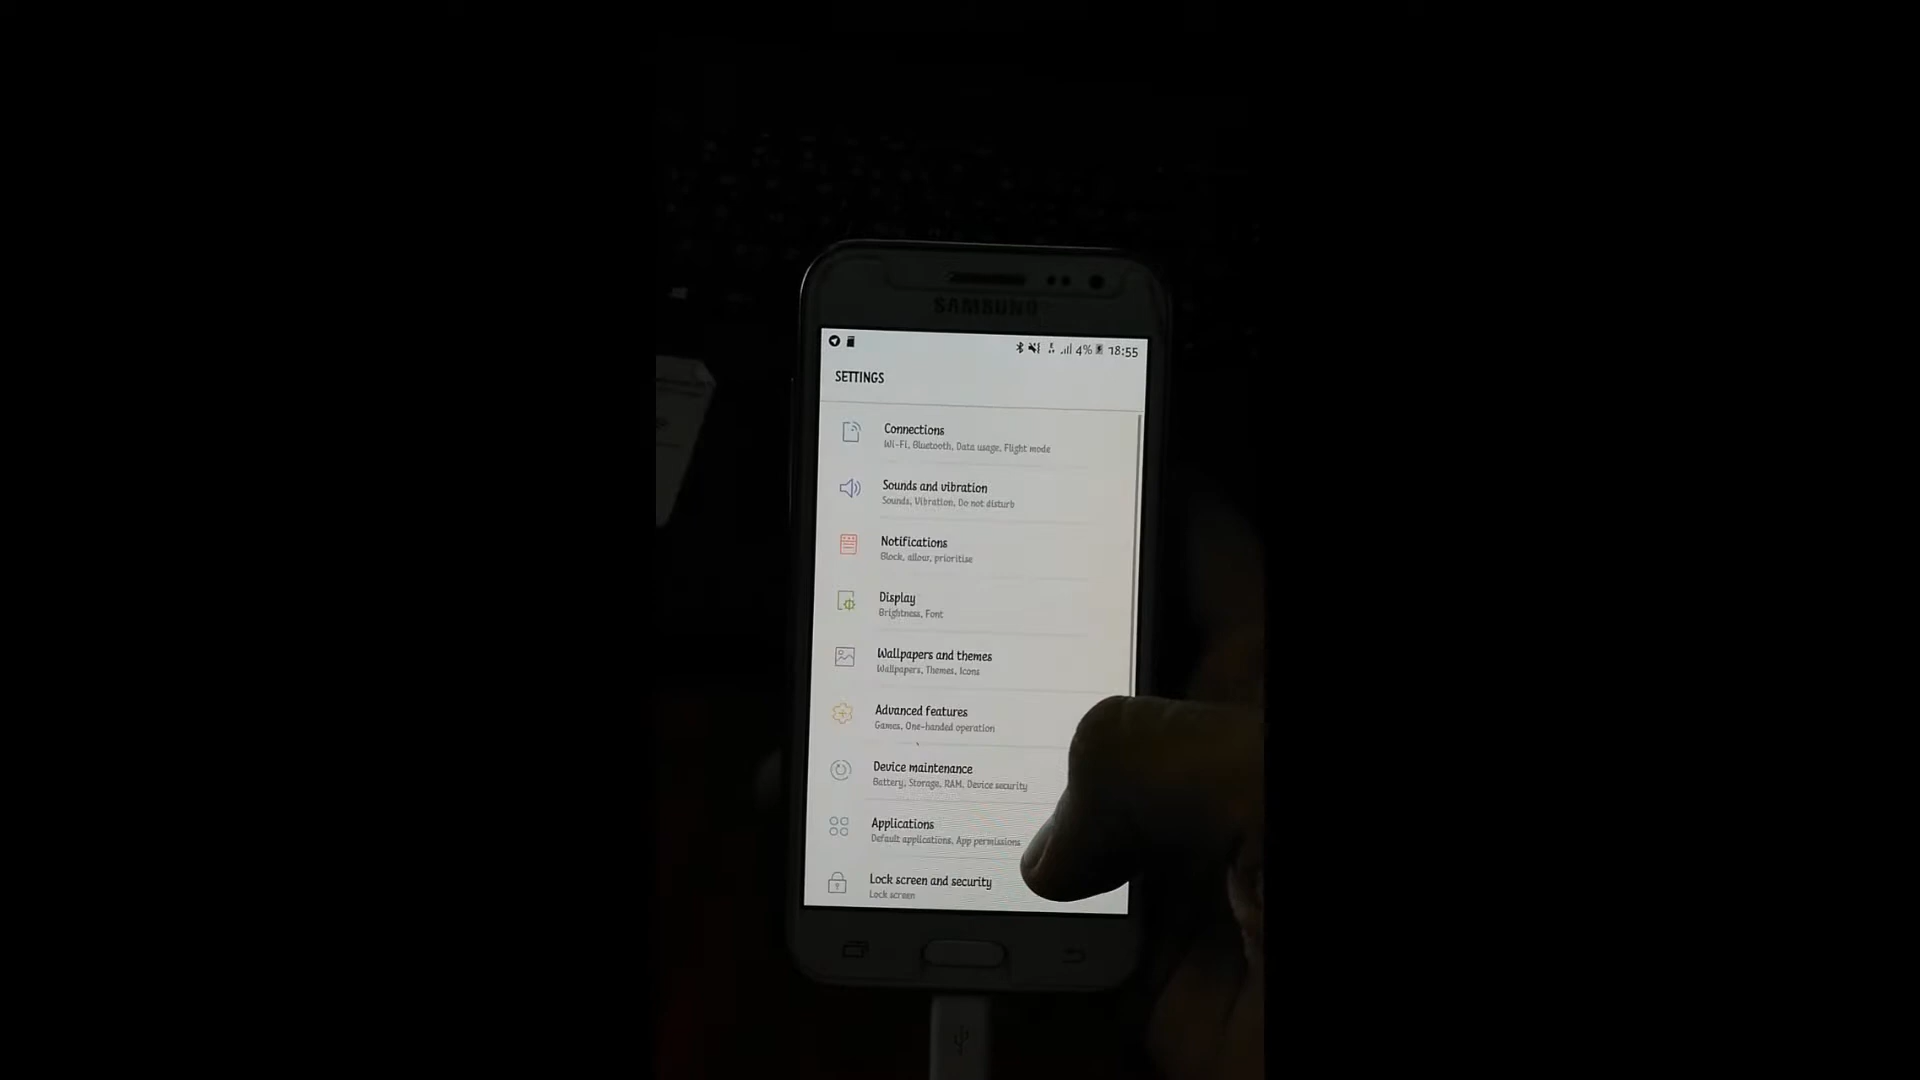 SAMSUNG
4% 18:55
SETTINGS
Connections
Wi-Fi, Bluetooth, Data usage, Flight mode
Sounds and vibration
Sounds, Vibration, Do not disturb
Notifications
Block, allow, prioritise
Display
Brightness, Font
Wallpapers and themes
Wallpapers, Themes, Icons
Advanced features
Games, One-handed operation
Device maintenance
Battery, Storage, RAM, Device security
Applications
Default applications, App permissions
Lock screen and security
Lock screen